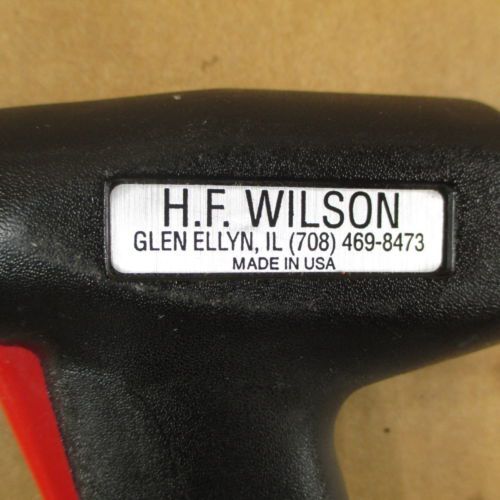 H.F. WILSON
GLEN ELLYN, IL (708) 469-8473
MADE IN USA